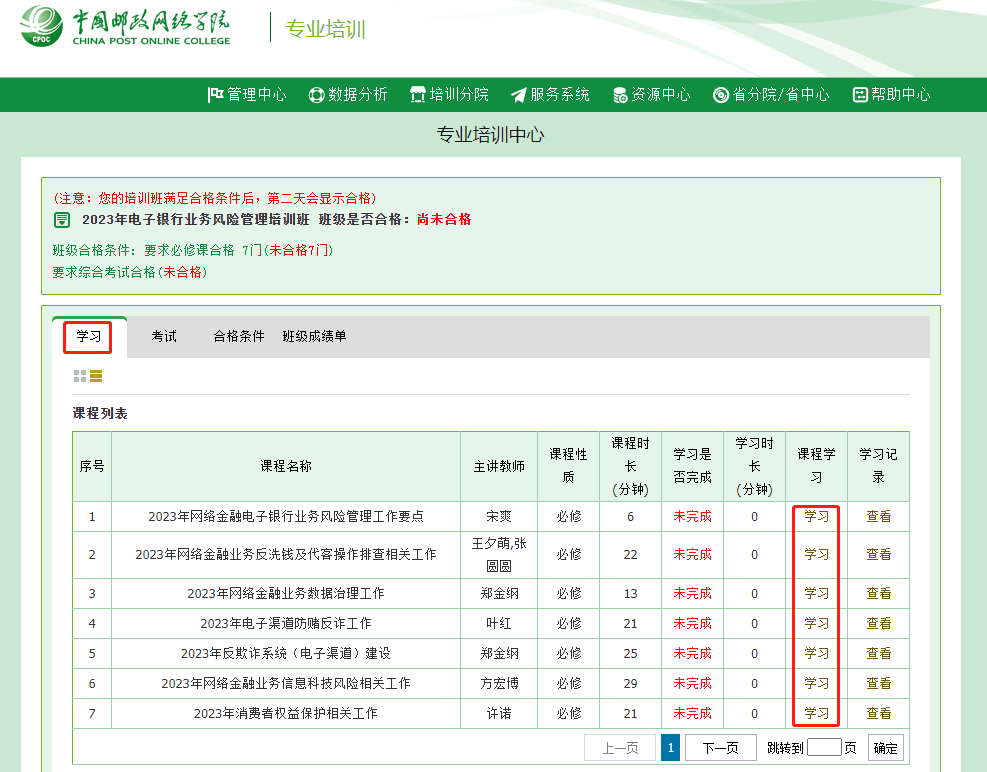 中国邮政网络学院
CPOC
CHINA POST ONLINE COLLEGE
专业培训
管理中心 数据分析 培训分院 服务系统 资源中心 省分院/省中心 帮助中心
专业培训中心
(注意：您的培训班满足合格条件后，第二天会显示合格)
2023年电子银行业务风险管理培训班 班级是否合格：尚未合格
班级合格条件：要求必修课合格 7门(未合格7门)
要求综合考试合格(未合格)
学习 考试 合格条件 班级成绩单
课程列表
序号 课程名称 主讲教师 课程性质 课程时长(分钟) 学习是否完成 学习时长(分钟) 课程学习 学习记录
1 2023年网络金融电子银行业务风险管理工作要点 宋爽 必修 6 未完成 0 学习 查看
2 2023年网络金融业务反洗钱及代客操作排查相关工作 王夕萌,张圆圆 必修 22 未完成 0 学习 查看
3 2023年网络金融业务数据治理工作 郑金纲 必修 13 未完成 0 学习 查看
4 2023年电子渠道防赌反诈工作 叶红 必修 21 未完成 0 学习 查看
5 2023年反欺诈系统（电子渠道）建设 郑金纲 必修 25 未完成 0 学习 查看
6 2023年网络金融业务信息科技风险相关工作 方宏博 必修 29 未完成 0 学习 查看
7 2023年消费者权益保护相关工作 许诺 必修 21 未完成 0 学习 查看
上一页 1 下一页 跳转到 页 确定